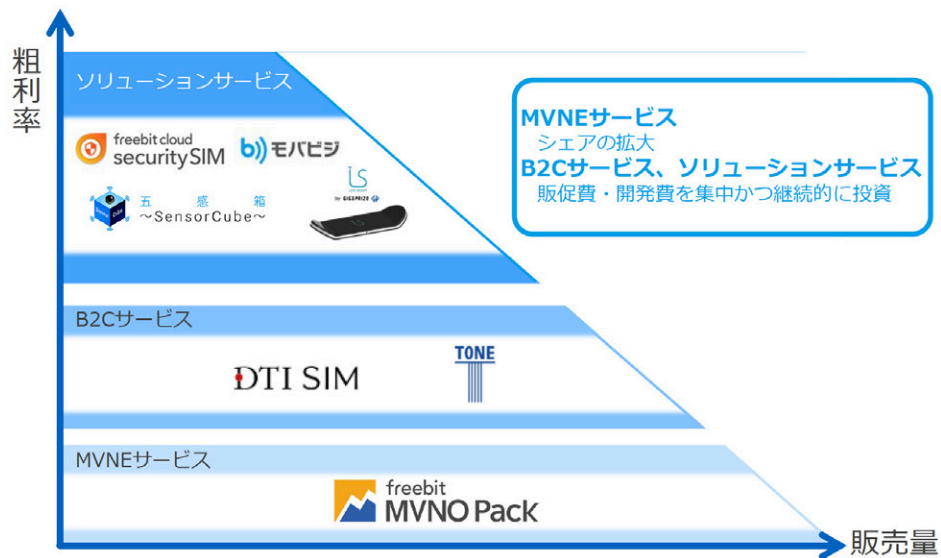 粗利率
ソリューションサービス
freebit cloud
security SIM
モバビジ
五感箱
～SensorCube～
LS
by GIGAPRIZE
B2Cサービス
DTI SIM
TONE
MVNEサービス
freebit
MVNO Pack
販売量
MVNEサービス
シェアの拡大
B2Cサービス、ソリューションサービス
販促費・開発費を集中かつ継続的に投資